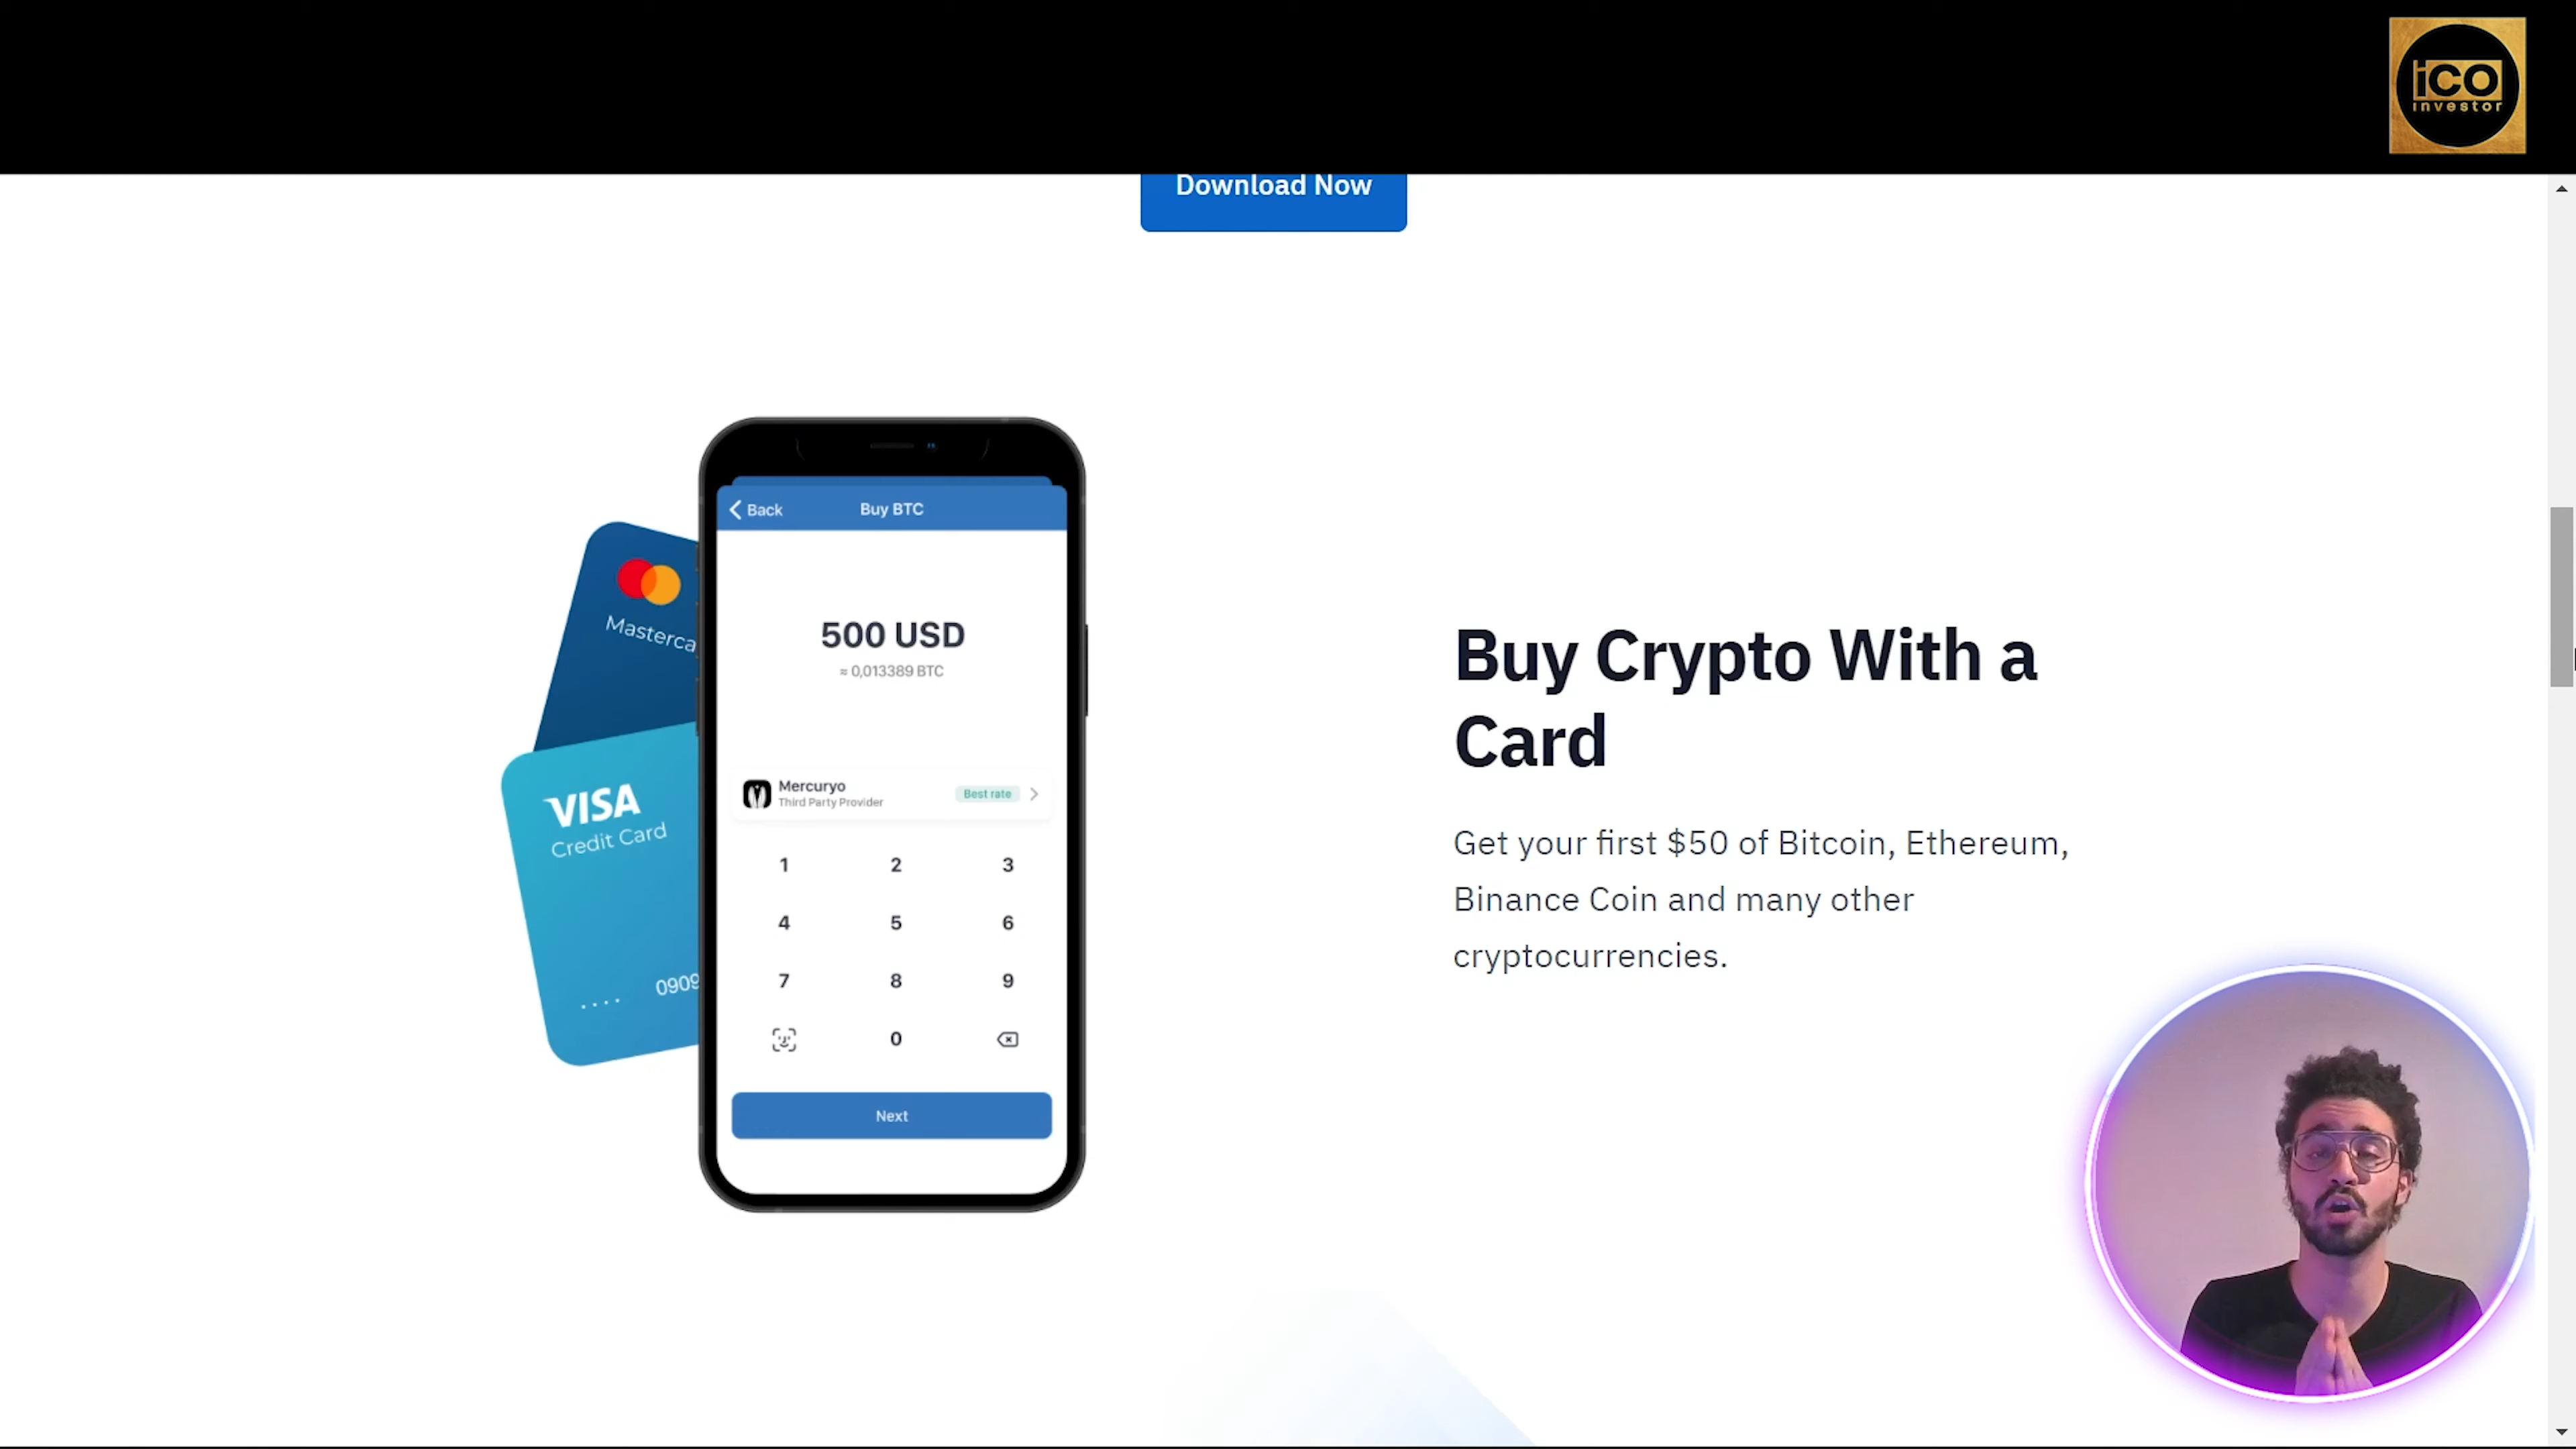 iCO
investor
Download Now
Back
Buy BTC
500 USD
≈ 0,013389 BTC
Mercuryo
Third Party Provider
Best rate
1 2 3
4 5 6
7 8 9
0
Next
Masterca
VISA
Credit Card
.... 0909
Buy Crypto With a
Card
Get your first $50 of Bitcoin, Ethereum,
Binance Coin and many other
cryptocurrencies.